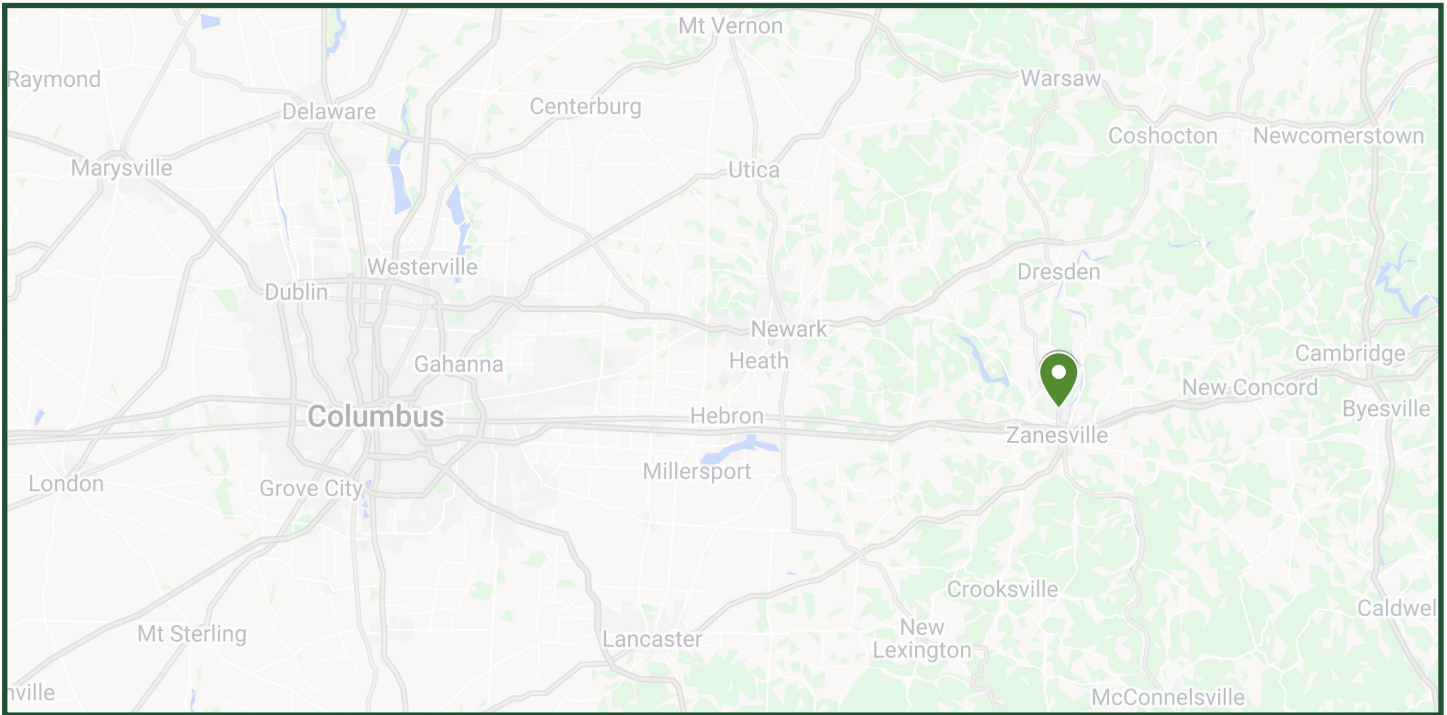 Mt Vernon
Raymond
Warsaw
Delaware
Centerburg
Coshocton
Newcomerstown
Marysville
Utica
Westerville
Dresden
Dublin
Newark
Cambridge
Heath
Gahanna
New Concord
Byesville
Columbus
Hebron
Zanesville
Millersport
London
Grove City
Crooksville
Caldwel
Mt Sterling
New
Lexington
Lancaster
nville
McConnelsville